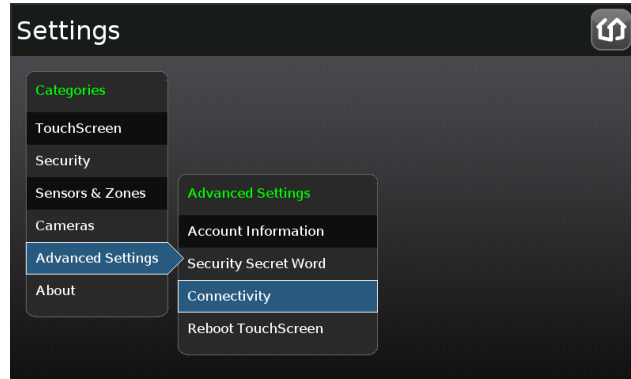 Settings
Categories
TouchScreen
Security
Sensors & Zones
Cameras
Advanced Settings
About
Advanced Settings
Account Information
Security Secret Word
Connectivity
Reboot TouchScreen